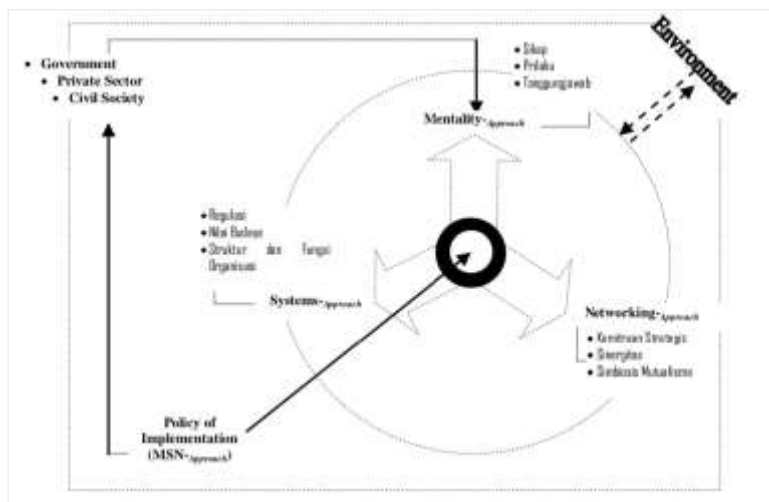 • Government
• Private Sector
• Civil Society
Environment
• Sikap
• Prilaku
• Tanggungjawab
Mentality-Approach
• Regulasi
• Nilai Budaya
• Struktur dan Fungsi
Organisasi
Systems-Approach
Networking-Approach
• Kemitraan Strategis
• Sinergitas
• Simbiosis Mutualisme
Policy of
Implementation
(MSN-Approach)